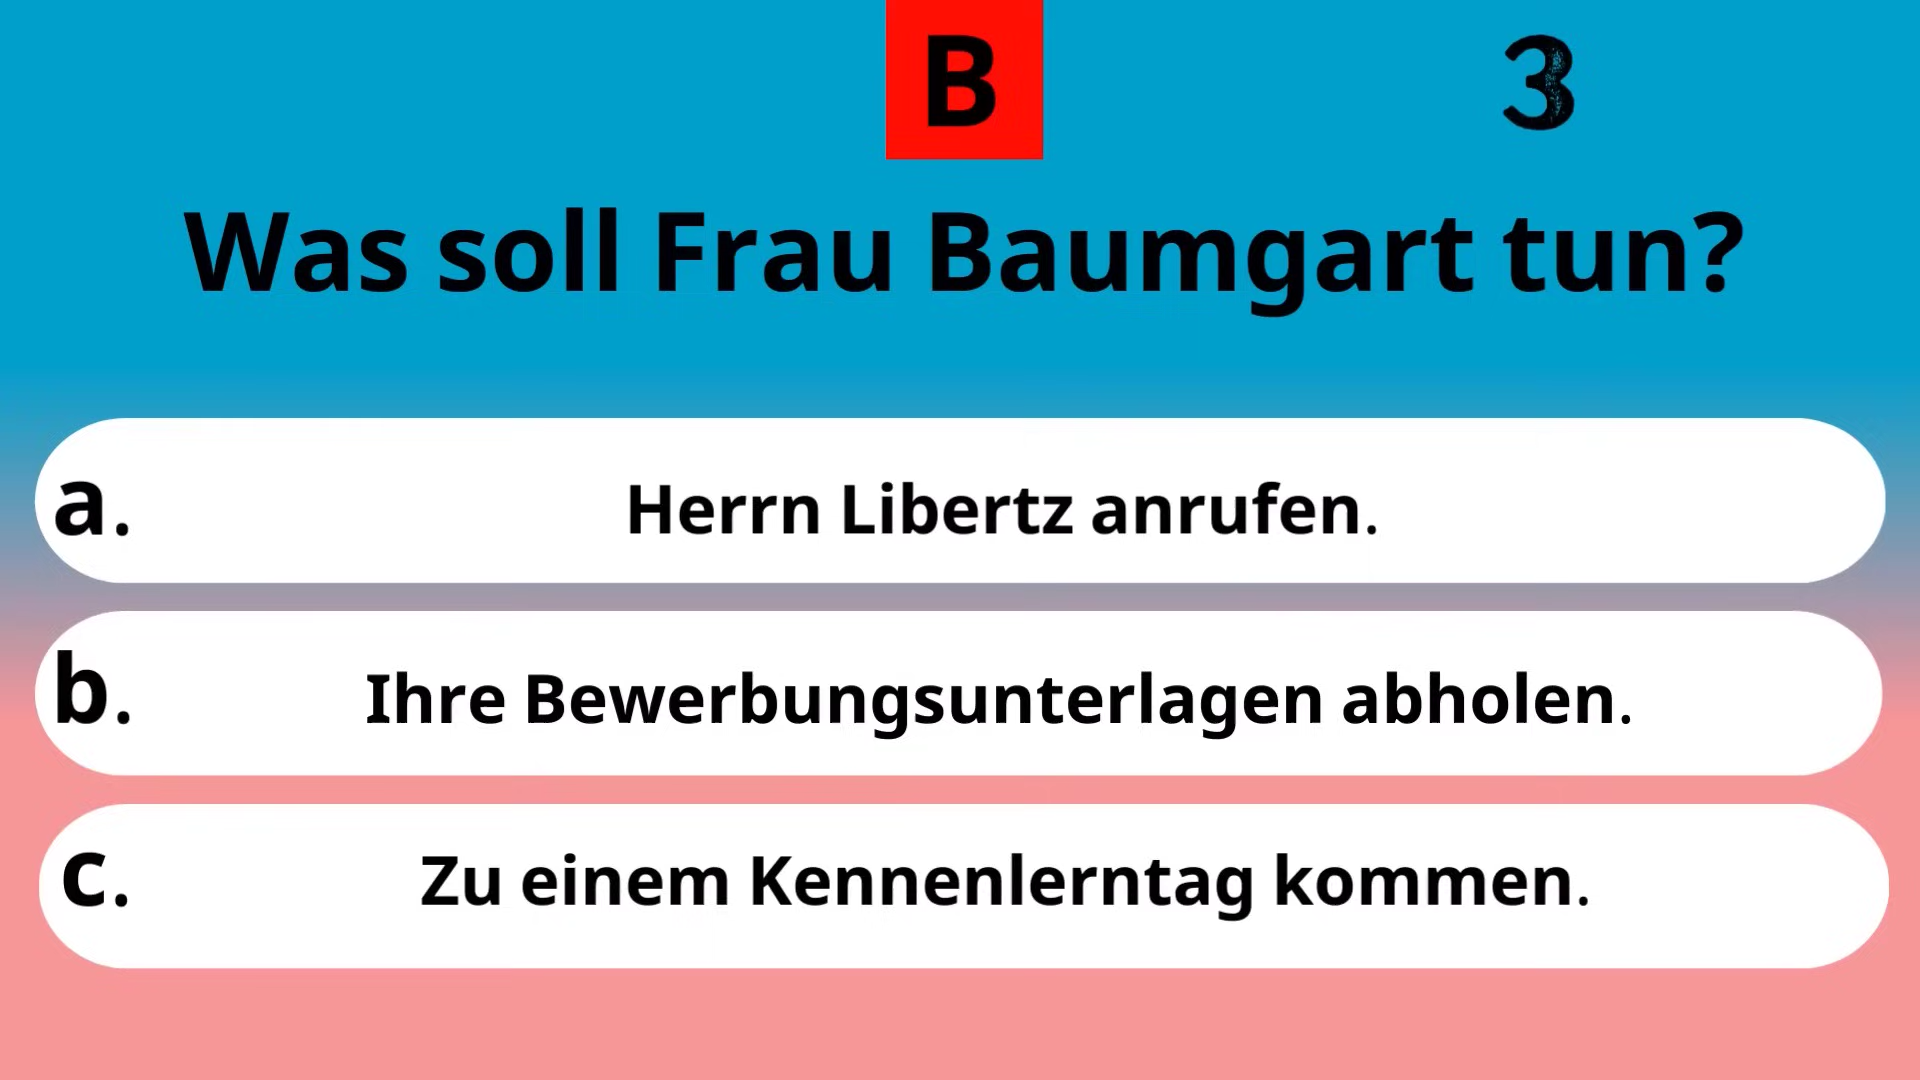 B
3
Was soll Frau Baumgart tun?
a. Herrn Libertz anrufen.
b. Ihre Bewerbungsunterlagen abholen.
c. Zu einem Kennenlerntag kommen.